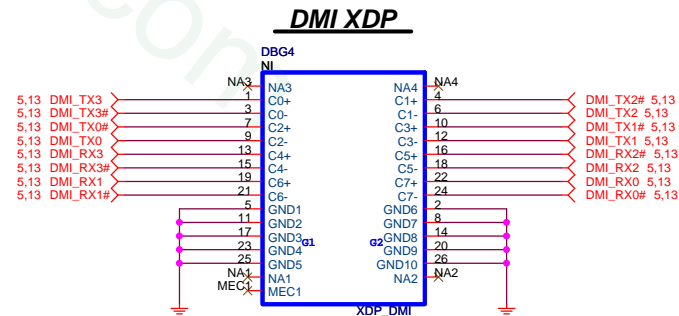 DMI XDP
DBG4
NI
com
NA3 NA3 NA4 NA4
5,13 DMI_TX3 1 C0+ C1+ 4 DMI_TX2# 5,13
5,13 DMI_TX3# 3 C0- C1- 6 DMI_TX2 5,13
5,13 DMI_TX0# 7 C2+ C3+ 10 DMI_TX1# 5,13
5,13 DMI_TX0 9 C2- C3- 12 DMI_TX1 5,13
5,13 DMI_RX3 13 C4+ C5+ 16 DMI_RX2# 5,13
5,13 DMI_RX3# 15 C4- C5- 18 DMI_RX2 5,13
5,13 DMI_RX1 19 C6+ C7+ 22 DMI_RX0 5,13
5,13 DMI_RX1# 21 C6- C7- 24 DMI_RX0# 5,13
5 GND1 GND6 2
11 GND2 GND7 8
17 GND3 G1 G2 GND8 14
23 GND4 GND9 20
25 GND5 GND10 26
NA1 NA1 NA2 NA2
MEC1 MEC1
XDP_DMI